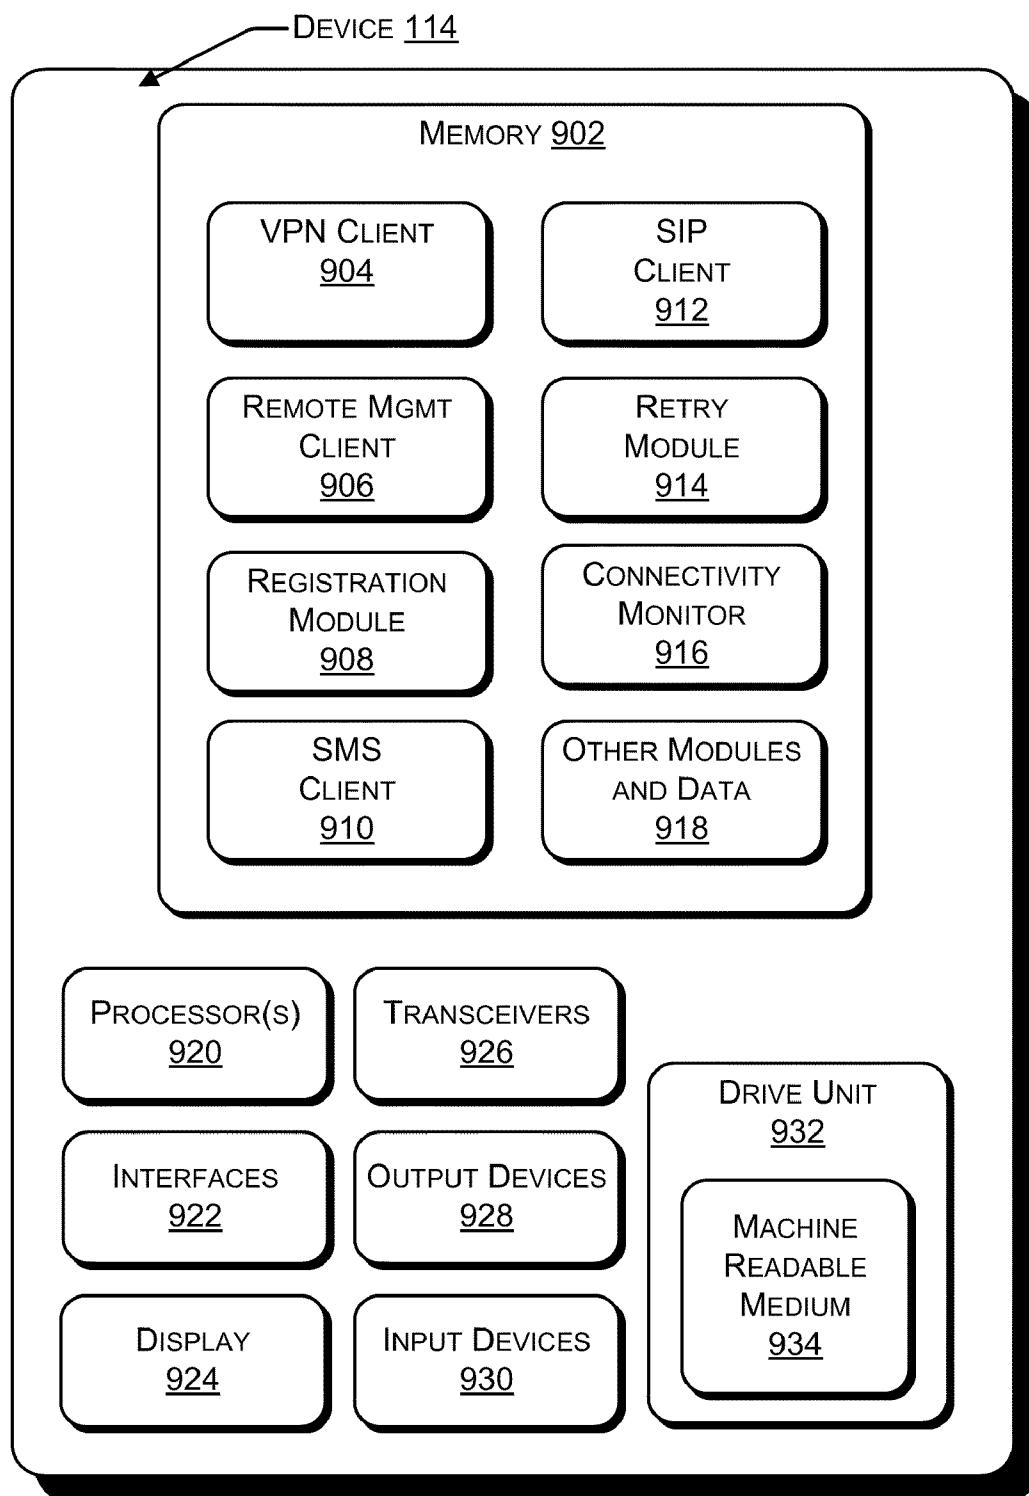 DEVICE 114
MEMORY 902
VPN CLIENT
904
SIP
CLIENT
912
REMOTE MGMT
CLIENT
906
RETRY
MODULE
914
REGISTRATION
MODULE
908
CONNECTIVITY
MONITOR
916
SMS
CLIENT
910
OTHER MODULES
AND DATA
918
PROCESSOR(S)
920
TRANSCEIVERS
926
INTERFACES
922
OUTPUT DEVICES
928
DISPLAY
924
INPUT DEVICES
930
DRIVE UNIT
932
MACHINE
READABLE
MEDIUM
934